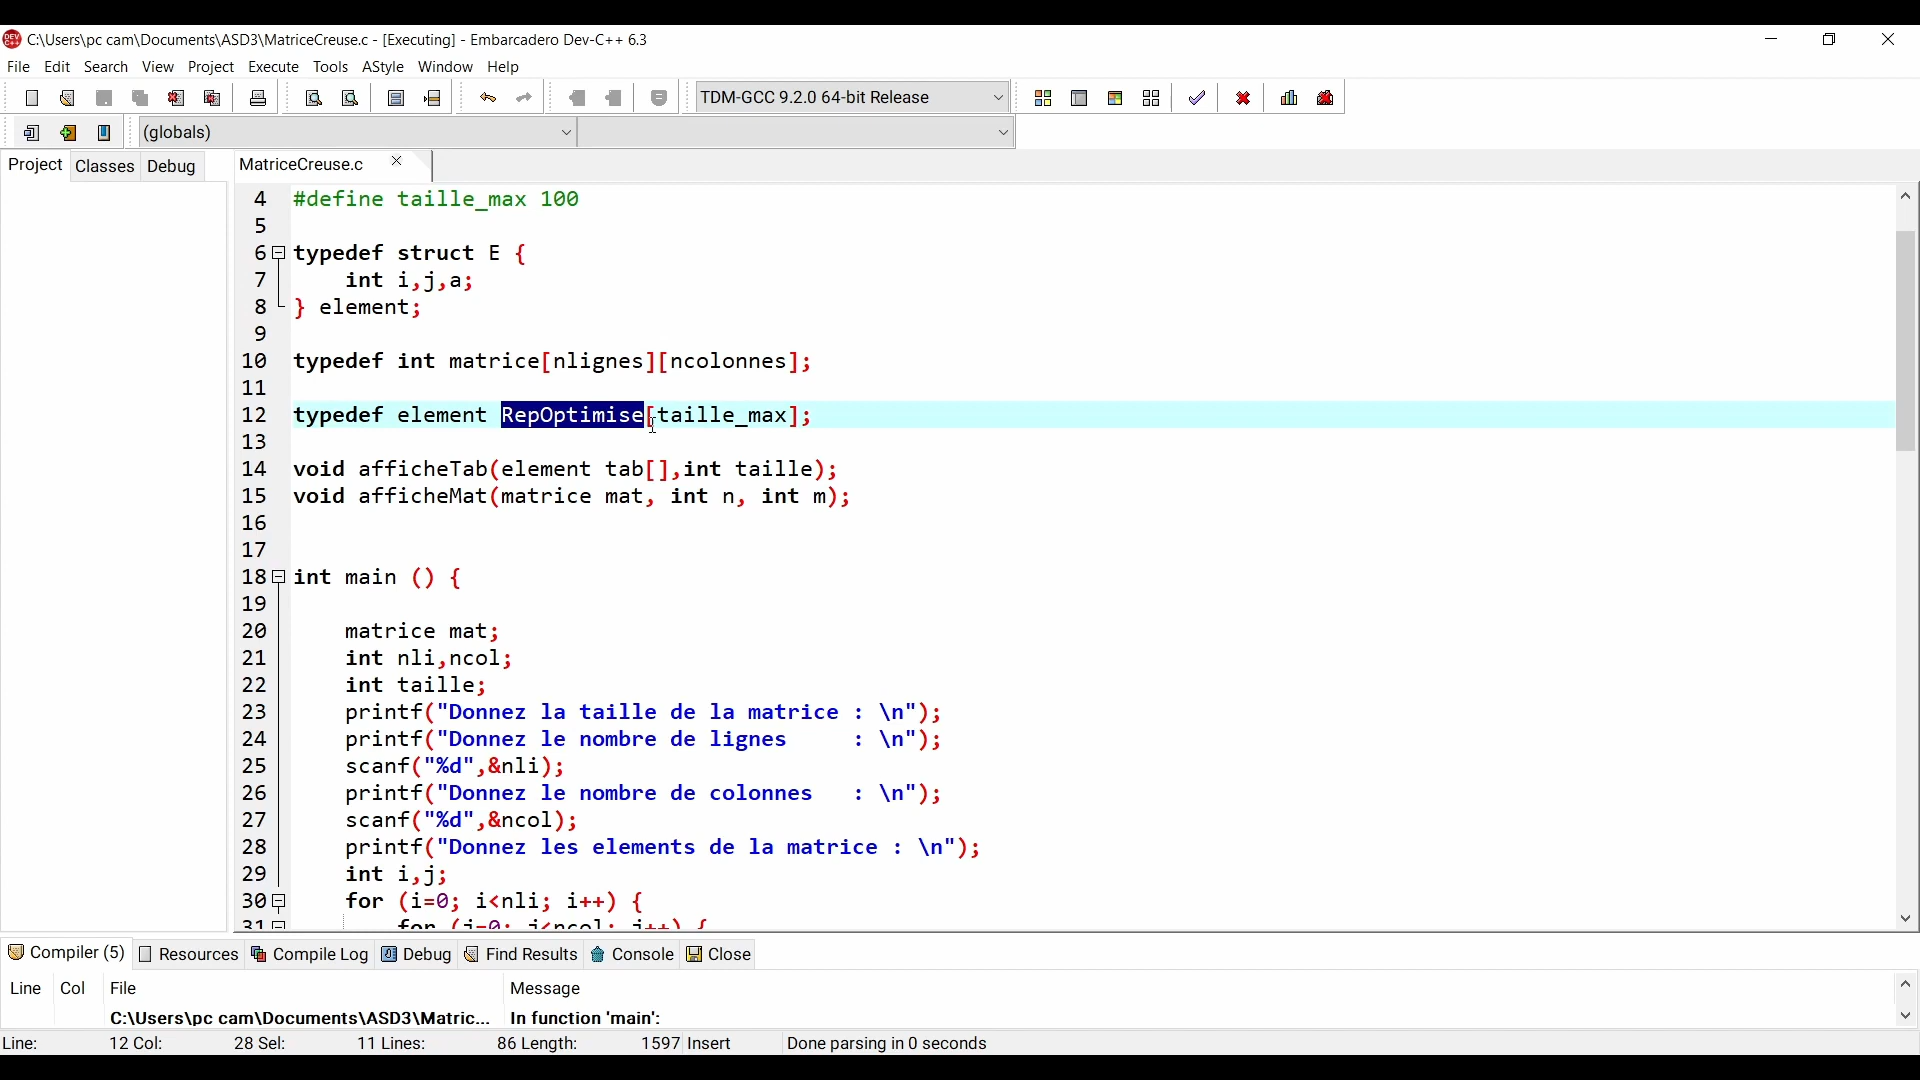 C:\Users\pc cam\Documents\ASD3\MatriceCreuse.c - [Executing] - Embarcadero Dev-C++ 6.3
File Edit Search View Project Execute Tools AStyle Window Help
TDM-GCC 9.2.0 64-bit Release
(globals)
Project Classes Debug MatriceCreuse.c
4 #define taille_max 100
5
6 typedef struct E {
7 int i,j,a;
8 } element;
9
10 typedef int matrice[nlignes][ncolonnes];
11
12 typedef element RepOptimise[taille_max];
13
14 void afficheTab(element tab[],int taille);
15 void afficheMat(matrice mat, int n, int m);
16
17
18 int main () {
19
20 matrice mat;
21 int nli,ncol;
22 int taille;
23 printf("Donnez la taille de la matrice : \n");
24 printf("Donnez le nombre de lignes    : \n");
25 scanf("%d",&nli);
26 printf("Donnez le nombre de colonnes   : \n");
27 scanf("%d",&ncol);
28 printf("Donnez les elements de la matrice : \n");
29 int i,j;
30 for (i=0; i<nli; i++) {
31 for (j=0; j<ncol; j++) {
Compiler (5) Resources Compile Log Debug Find Results Console Close
Line Col File Message
C:\Users\pc cam\Documents\ASD3\Matric... In function 'main':
Line: 12 Col: 28 Sel: 11 Lines: 86 Length: 1597 Insert Done parsing in 0 seconds